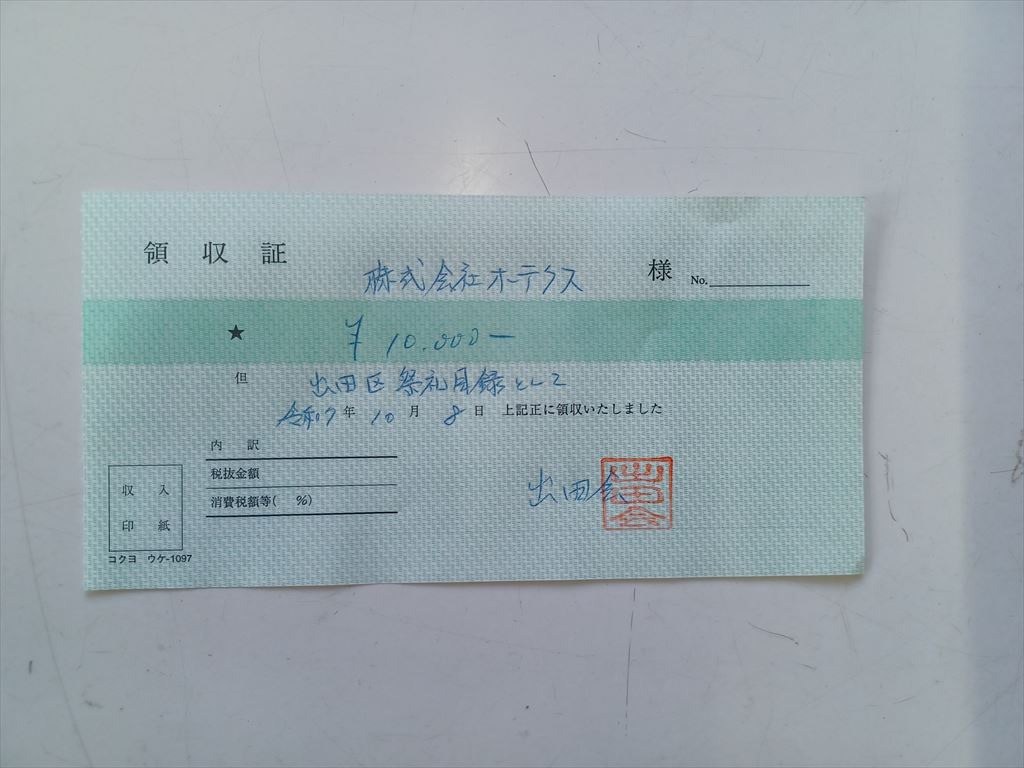 領収証
株式会社オーテクス 様 No.
★ ¥10.000ー
但 出田区祭礼目録として
令和7年10月8日 上記正に領収いたしました
内訳
税抜金額
消費税額等( %)
収入
印紙
出田会
出田会
コクヨ ウケ-1097